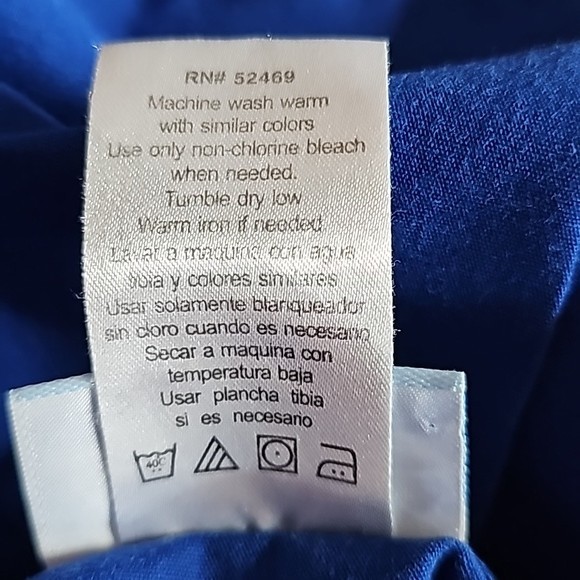 RN# 52469
Machine wash warm
with similar colors
Use only non-chlorine bleach
when needed.
Tumble dry low
Warm iron if needed
Lavar a maquina con agua
tibia y colores similares
Usar solamente blanqueador
sin cloro cuando es necesario
Secar a maquina con
temperatura baja
Usar plancha tibia
si es necesario
40C